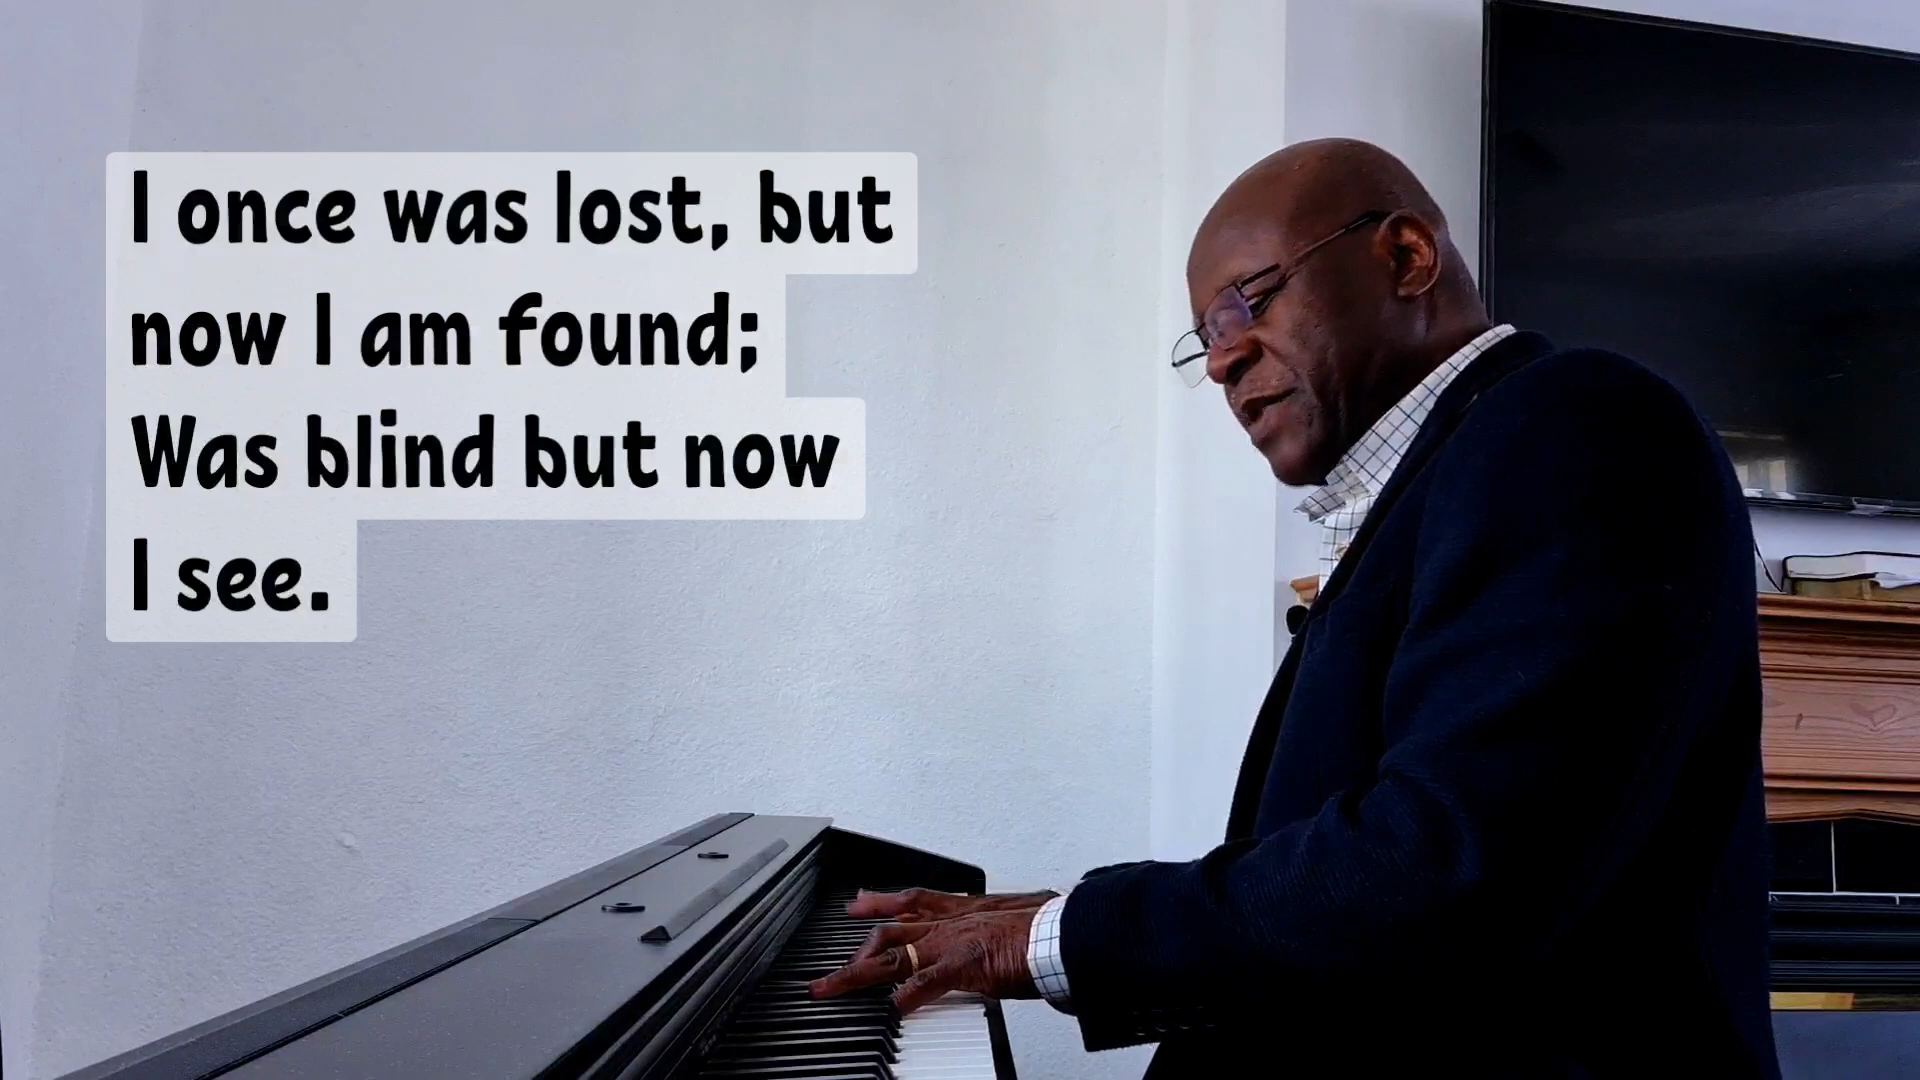 I once was lost, but
now I am found;
Was blind but now
I see.